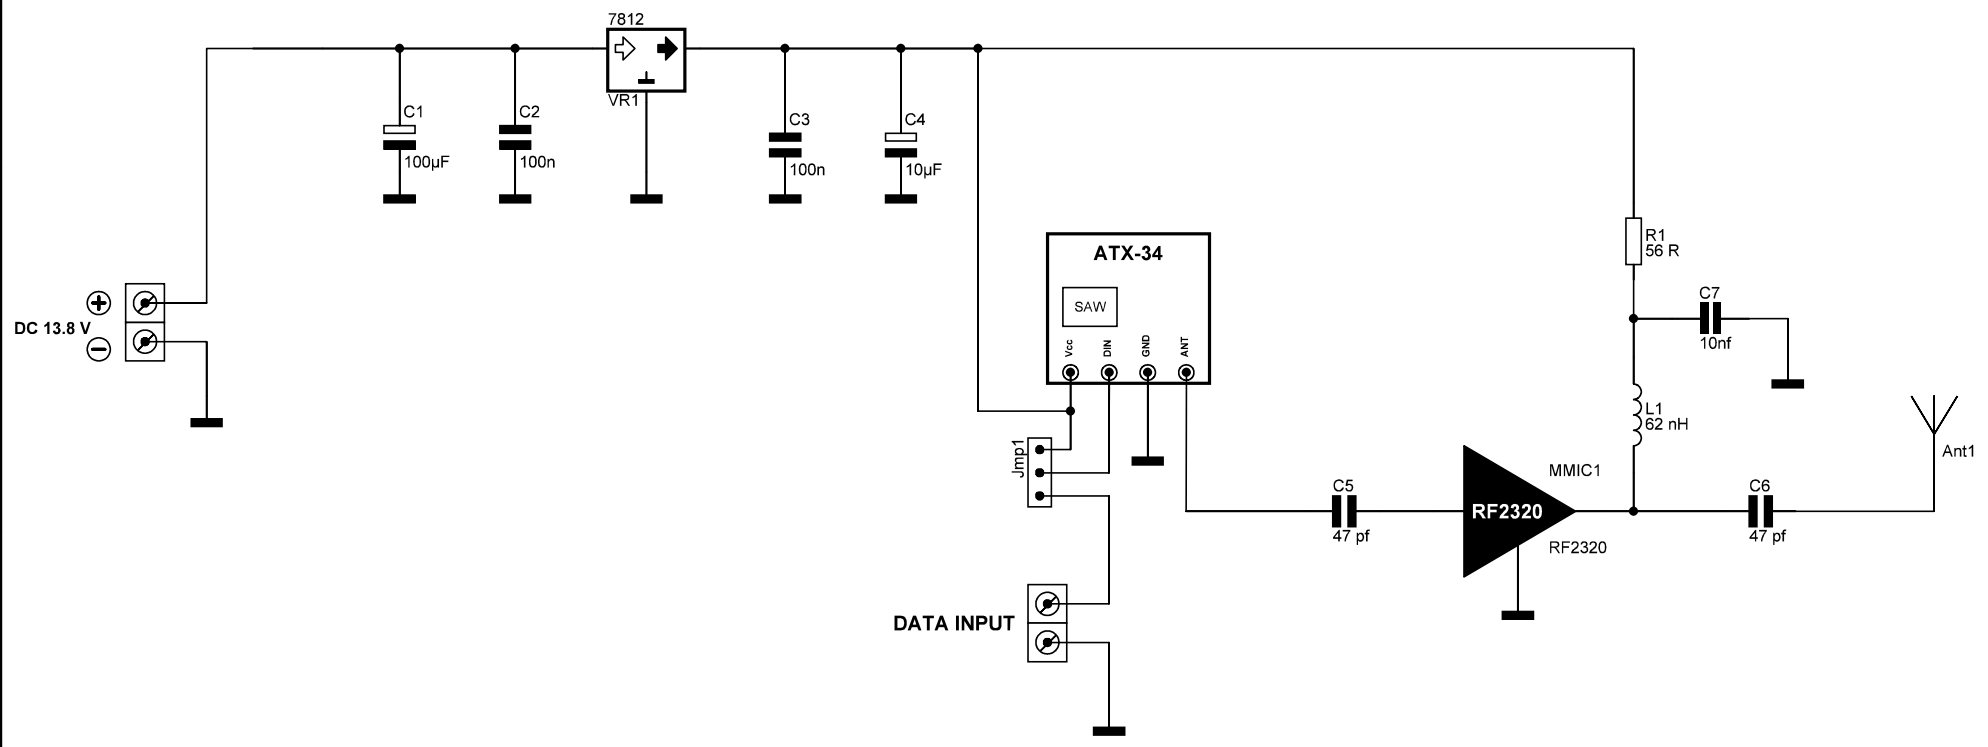 7812
VR1
C1
100µF
C2
100n
C3
100n
C4
10µF
DC 13.8 V
ATX-34
SAW
Vcc
DIN
GND
ANT
R1
56 R
C7
10nf
L1
62 nH
Ant1
Jmp1
C5
47 pf
MMIC1
RF2320
RF2320
C6
47 pf
DATA INPUT